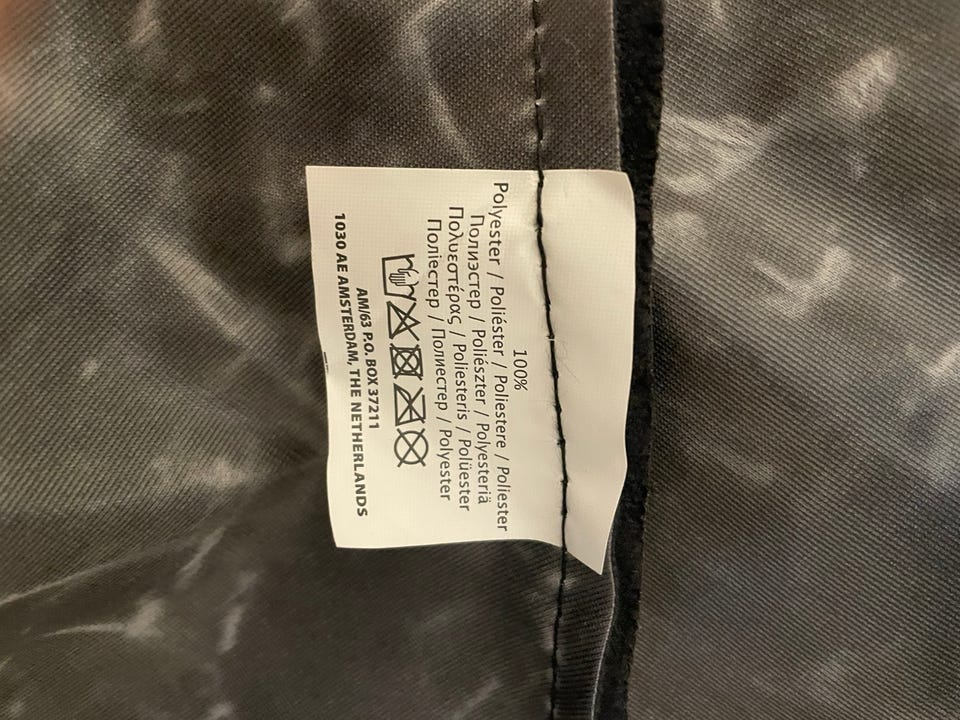 100%
Polyester / Poliéster / Poliestere / Poliester
Полиэстер / Poliészter / Polyesteriä
Πολυεστέρας / Poliesteris / Polüester
Поліестер / Полиестер / Polyester
AM/63 P.O. BOX 37211
1030 AE AMSTERDAM, THE NETHERLANDS